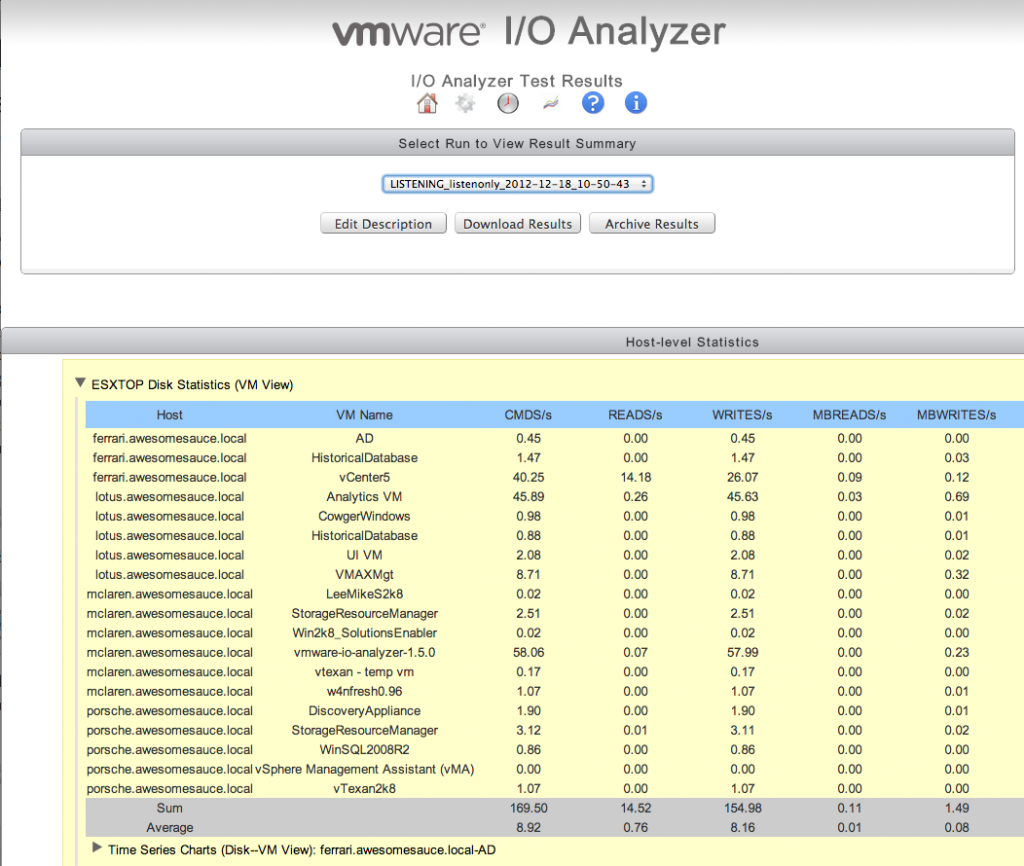 vmware® I/O Analyzer
I/O Analyzer Test Results
Select Run to View Result Summary
LISTENING_listenonly_2012-12-18_10-50-43
Edit Description Download Results Archive Results
Host-level Statistics
ESXTOP Disk Statistics (VM View)
Host VM Name CMDS/s READS/s WRITES/s MBREADS/s MBWRITES/s
ferrari.awesomesauce.local AD 0.45 0.00 0.45 0.00 0.00
ferrari.awesomesauce.local HistoricalDatabase 1.47 0.00 1.47 0.00 0.03
ferrari.awesomesauce.local vCenter5 40.25 14.18 26.07 0.09 0.12
lotus.awesomesauce.local Analytics VM 45.89 0.26 45.63 0.03 0.69
lotus.awesomesauce.local CowgerWindows 0.98 0.00 0.98 0.00 0.01
lotus.awesomesauce.local HistoricalDatabase 0.88 0.00 0.88 0.00 0.01
lotus.awesomesauce.local UI VM 2.08 0.00 2.08 0.00 0.02
lotus.awesomesauce.local VMAXMgt 8.71 0.00 8.71 0.00 0.32
mclaren.awesomesauce.local LeeMikeS2k8 0.02 0.00 0.02 0.00 0.00
mclaren.awesomesauce.local StorageResourceManager 2.51 0.00 2.51 0.00 0.02
mclaren.awesomesauce.local Win2k8_SolutionsEnabler 0.02 0.00 0.02 0.00 0.00
mclaren.awesomesauce.local vmware-io-analyzer-1.5.0 58.06 0.07 57.99 0.00 0.23
mclaren.awesomesauce.local vtexan - temp vm 0.17 0.00 0.17 0.00 0.00
mclaren.awesomesauce.local w4nfresh0.96 1.07 0.00 1.07 0.00 0.01
porsche.awesomesauce.local DiscoveryAppliance 1.90 0.00 1.90 0.00 0.01
porsche.awesomesauce.local StorageResourceManager 3.12 0.01 3.11 0.00 0.02
porsche.awesomesauce.local WinSQL2008R2 0.86 0.00 0.86 0.00 0.00
porsche.awesomesauce.local vSphere Management Assistant (vMA) 0.00 0.00 0.00 0.00 0.00
porsche.awesomesauce.local vTexan2k8 1.07 0.00 1.07 0.00 0.00
Sum 169.50 14.52 154.98 0.11 1.49
Average 8.92 0.76 8.16 0.01 0.08
Time Series Charts (Disk--VM View): ferrari.awesomesauce.local-AD